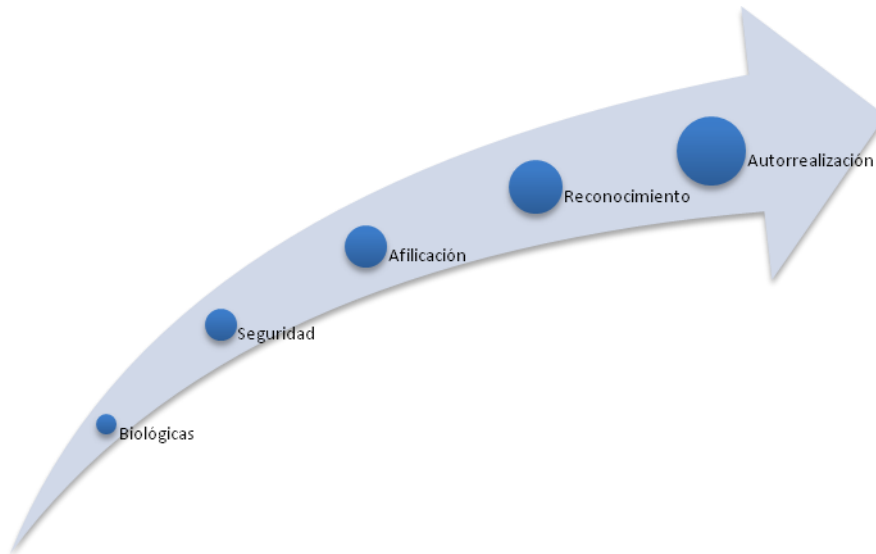 Autorrealización
Reconocimiento
Afilicación
Seguridad
Biológicas